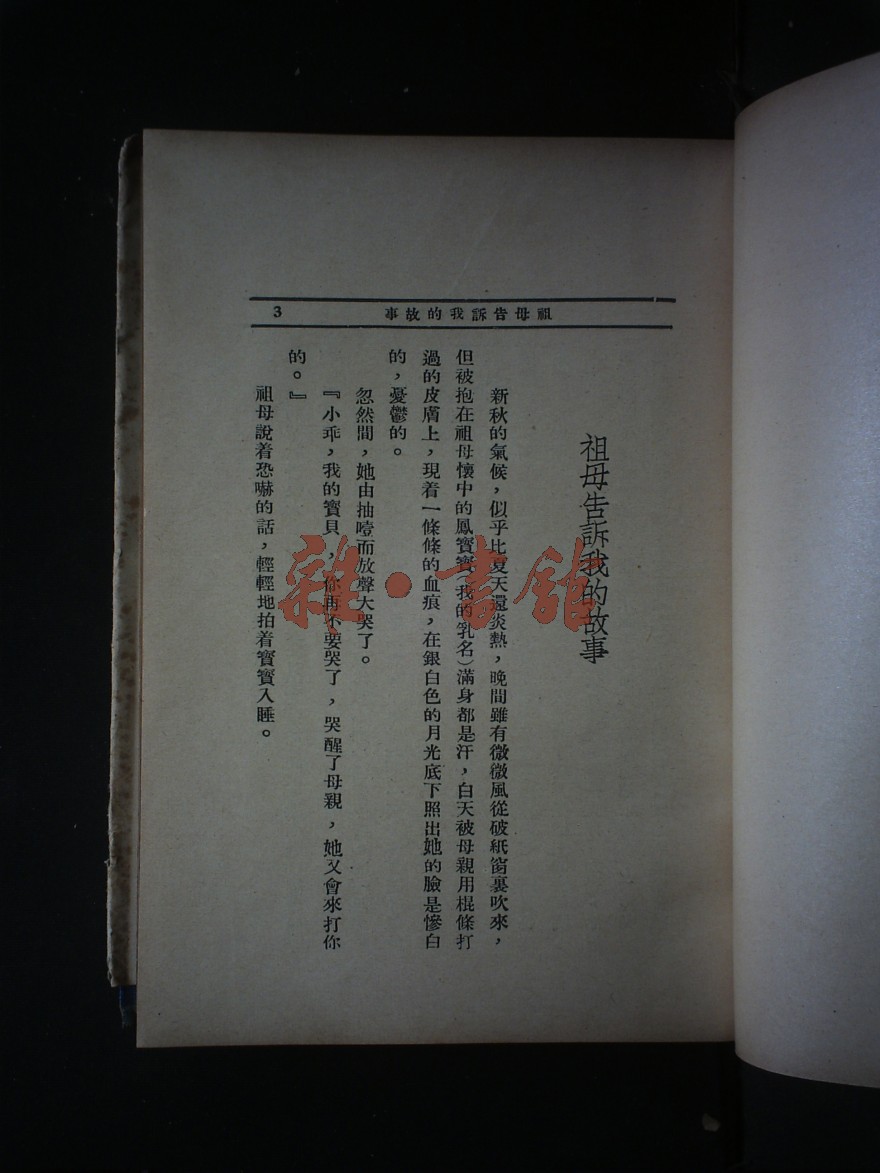 祖母告訴我的故事
3
祖母告訴我的故事
新秋的氣候，似乎比夏天還炎熱，晚間雖有微微風從破紙窗裏吹來，
但被抱在祖母懷中的鳳寶寶（我的乳名）滿身都是汗，白天被母親用棍條打
過的皮膚上，現着一條條的血痕，在銀白色的月光底下照出她的臉是慘白
的，憂鬱的。
忽然間，她由抽噎而放聲大哭了。
『小乖，我的寶貝，你再不要哭了，哭醒了母親，她又會來打你
的。』
祖母說着恐嚇的話，輕輕地拍着寶寶入睡。
雜·書館